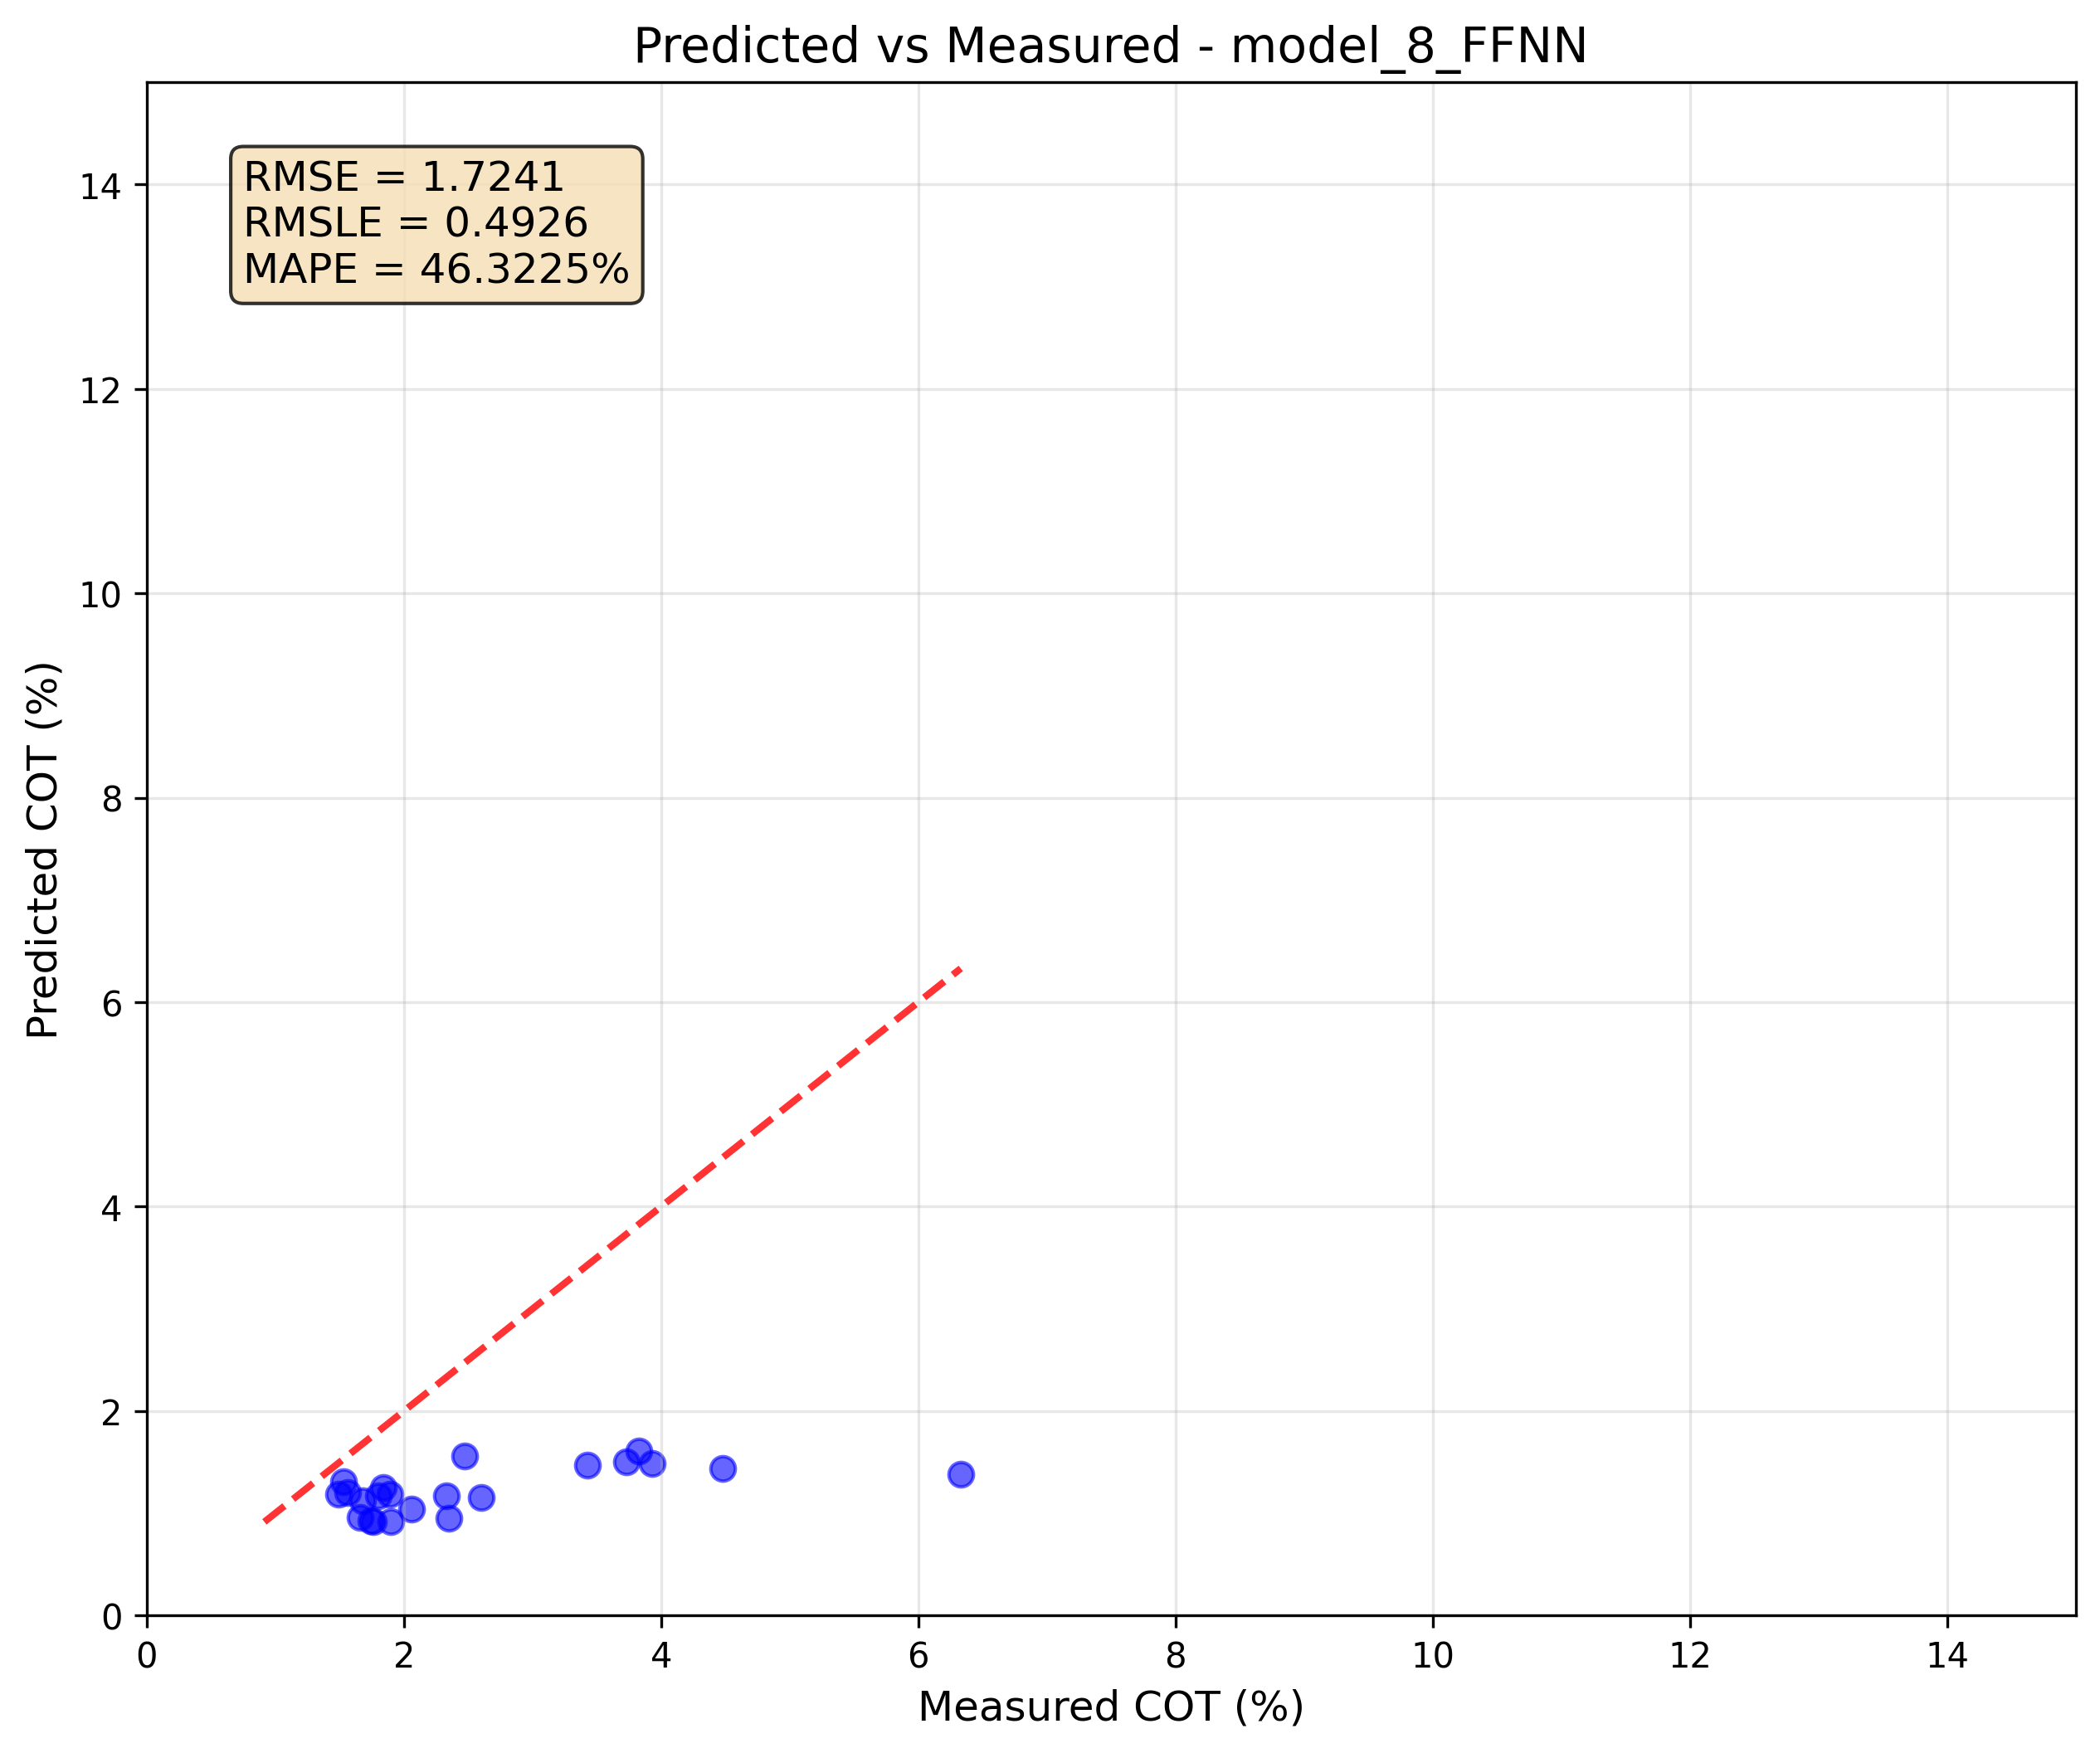 Predicted vs Measured - model_8_FFNN
RMSE = 1.7241
RMSLE = 0.4926
MAPE = 46.3225%
Predicted COT (%)
14
12
10
8
6
4
2
0
0 2 4 6 8 10 12 14
Measured COT (%)